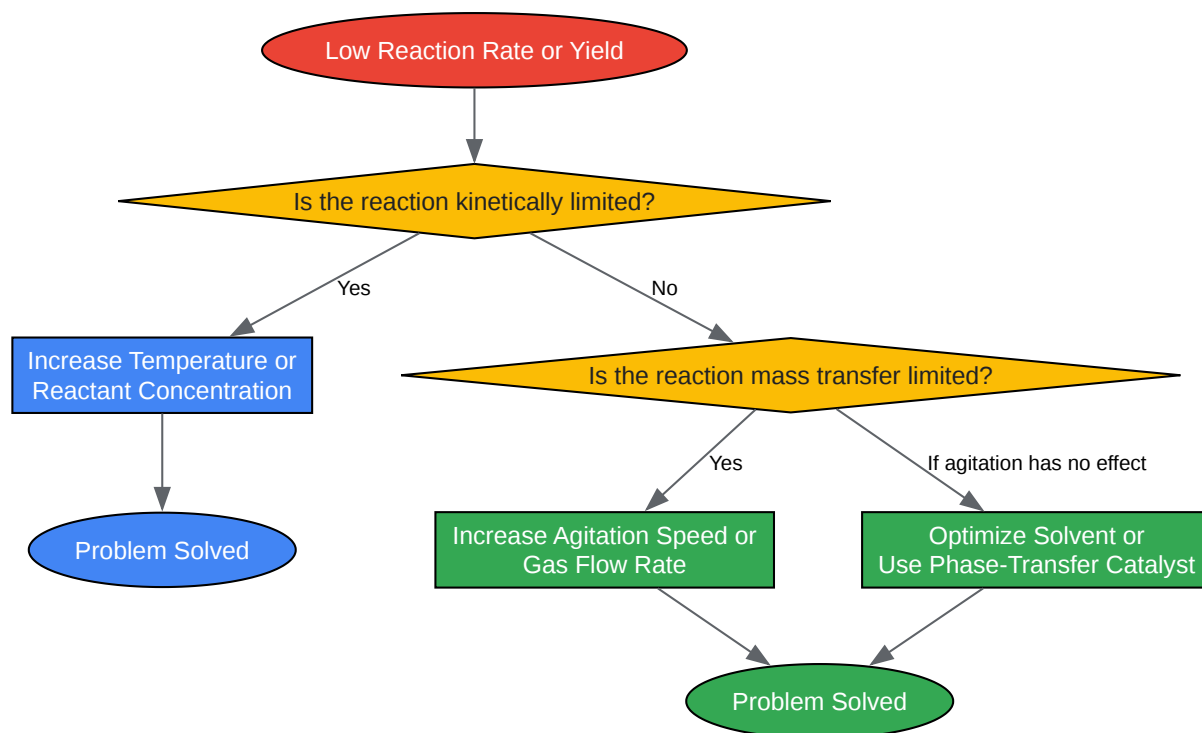 Low Reaction Rate or Yield
Is the reaction kinetically limited?
Yes
No
Increase Temperature or
Reactant Concentration
Is the reaction mass transfer limited?
Yes
If agitation has no effect
Problem Solved
Increase Agitation Speed or
Gas Flow Rate
Optimize Solvent or
Use Phase-Transfer Catalyst
Problem Solved